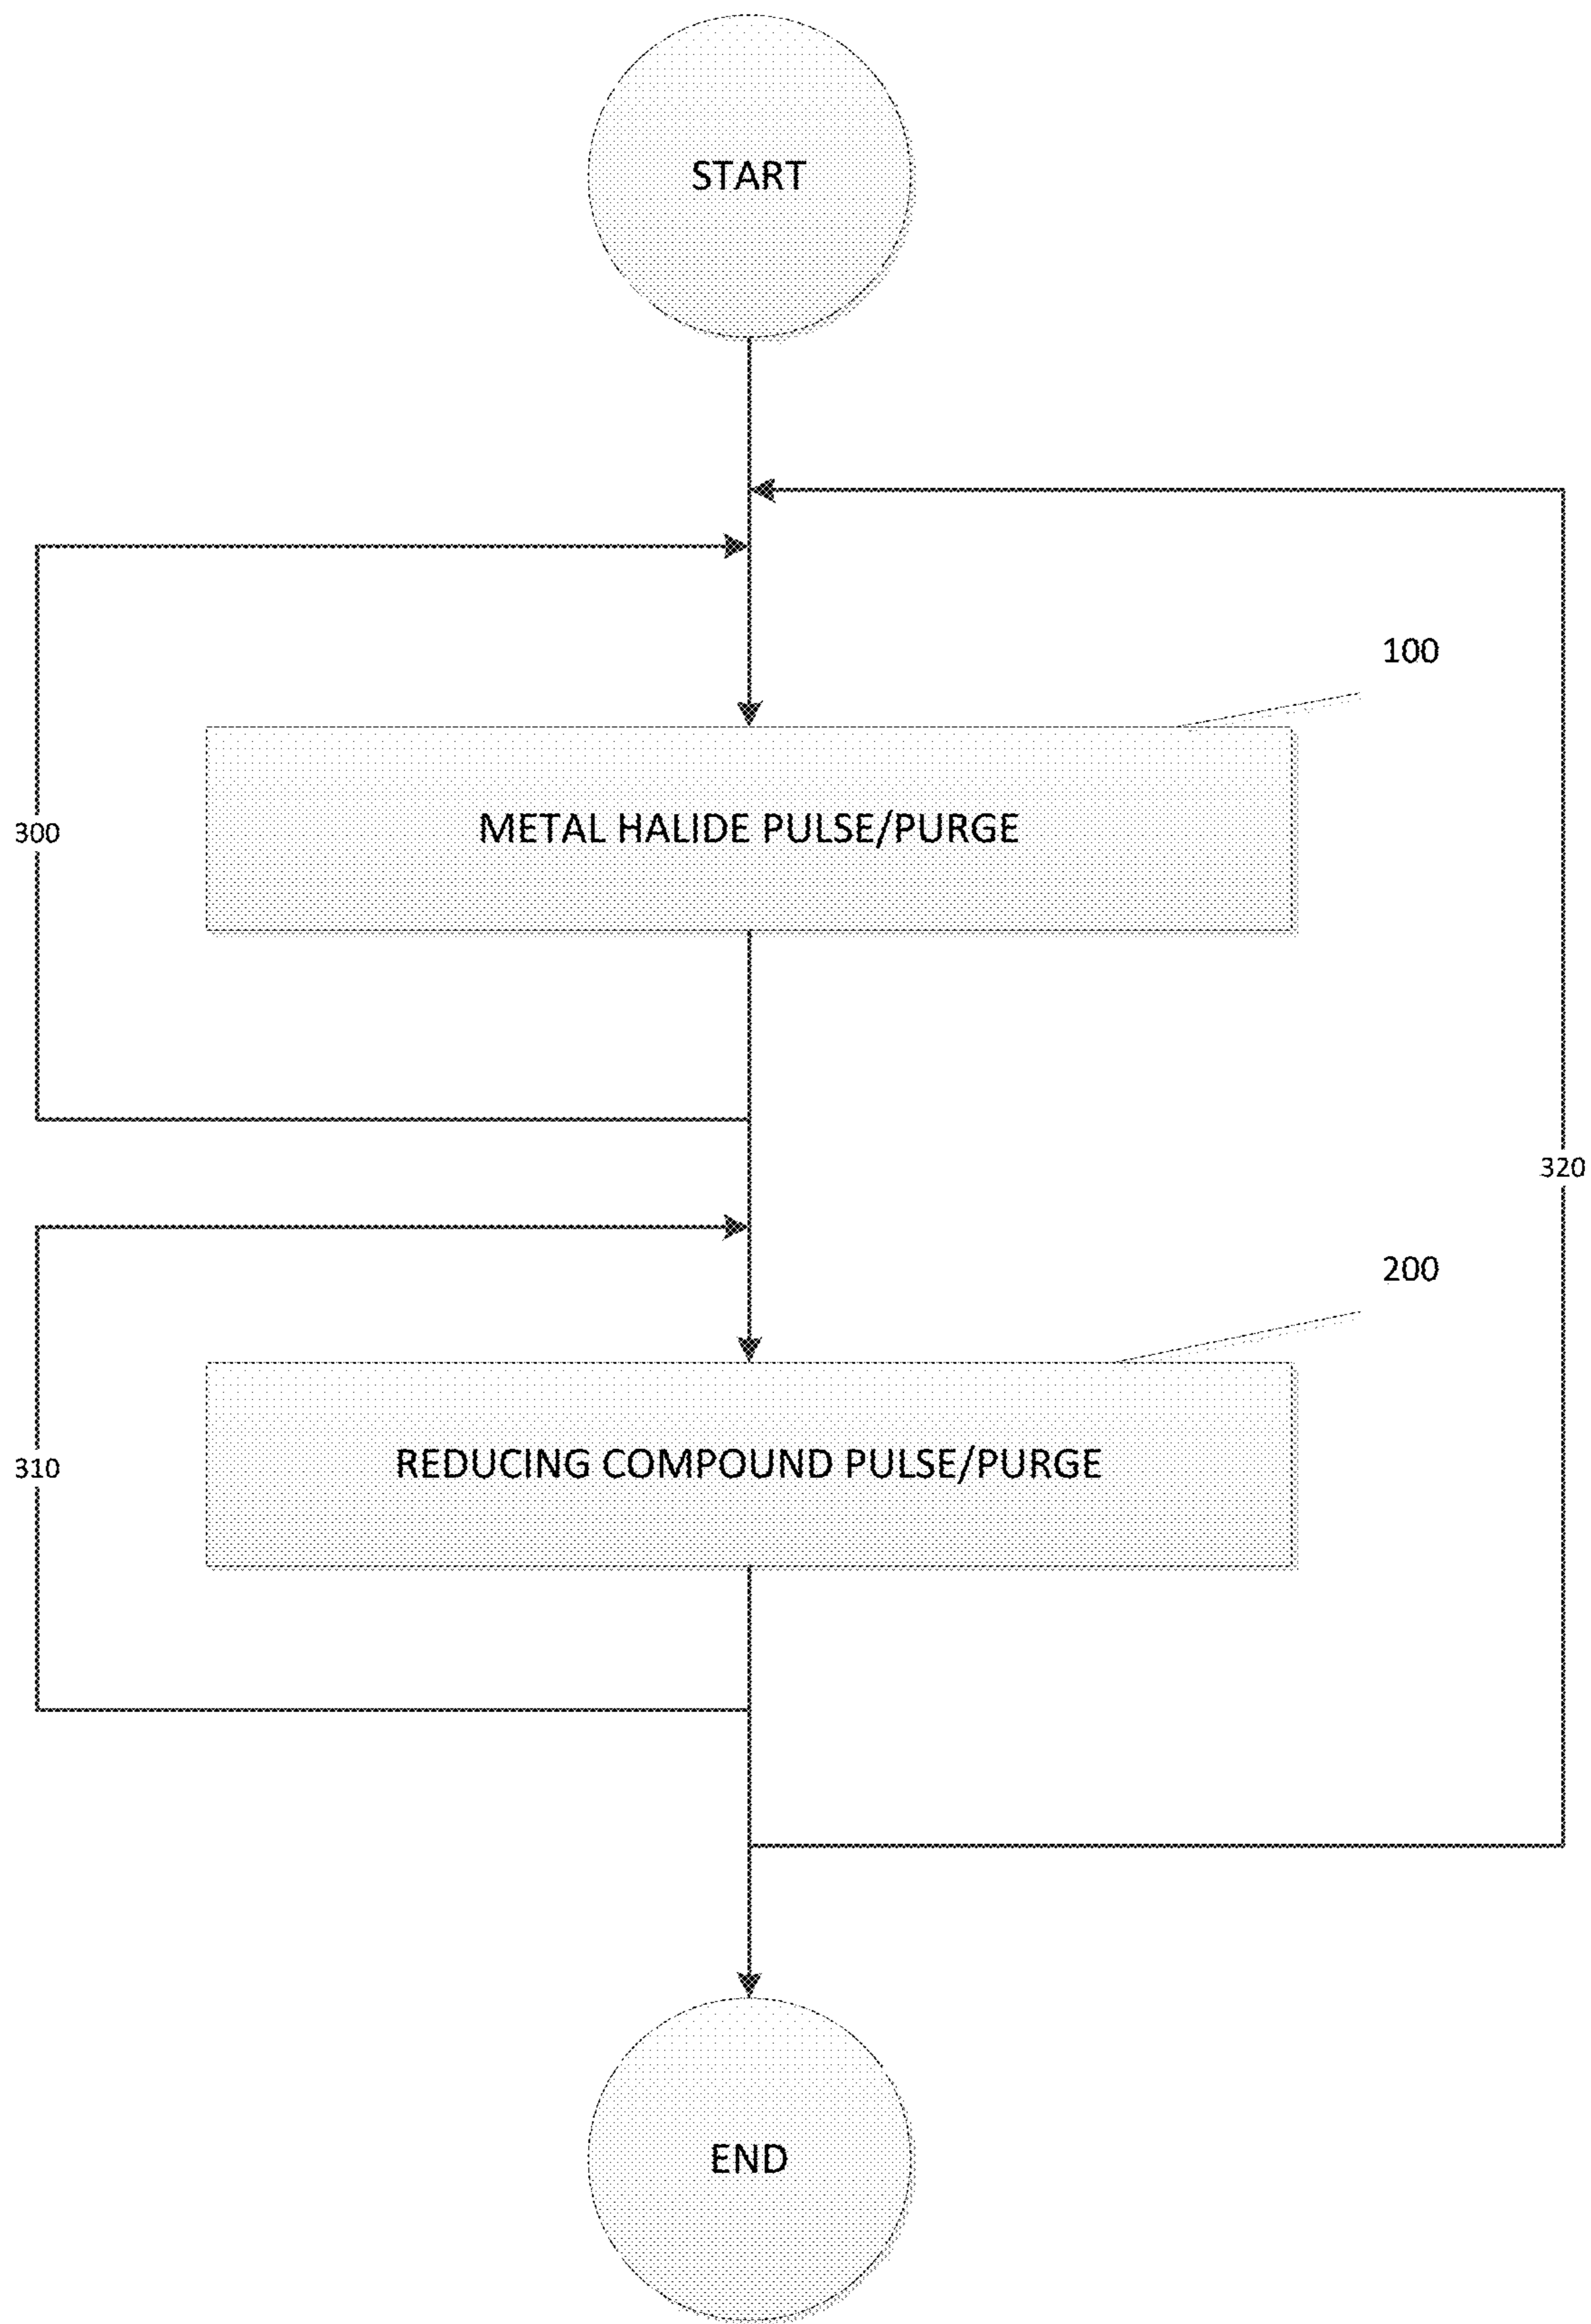 START
100
METAL HALIDE PULSE/PURGE
300
320
200
REDUCING COMPOUND PULSE/PURGE
310
END